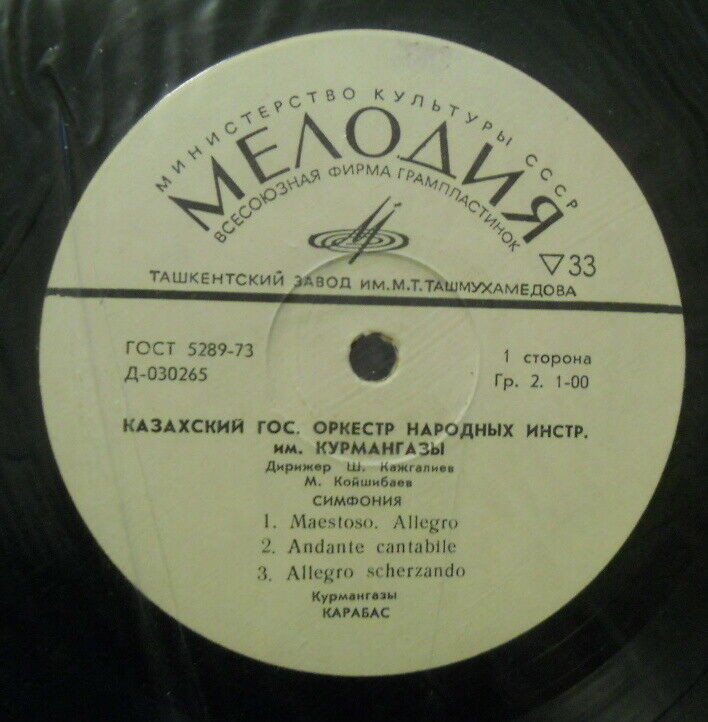 МИНИСТЕРСТВО КУЛЬТУРЫ СССР
МЕЛОДИЯ
ВСЕСОЮЗНАЯ ФИРМА ГРАМПЛАСТИНОК
▽33
ТАШКЕНТСКИЙ ЗАВОД ИМ.М.Т.ТАШМУХАМЕДОВА
ГОСТ 5289-73
Д-030265
1 сторона
Гр. 2. 1-00
КАЗАХСКИЙ ГОС. ОРКЕСТР НАРОДНЫХ ИНСТР.
им. КУРМАНГАЗЫ
Дирижер Ш. Кажгалиев
М. Койшибаев
СИМФОНИЯ
1. Maestoso. Allegro
2. Andante cantabile
3. Allegro scherzando
Курмангазы
КАРАБАС